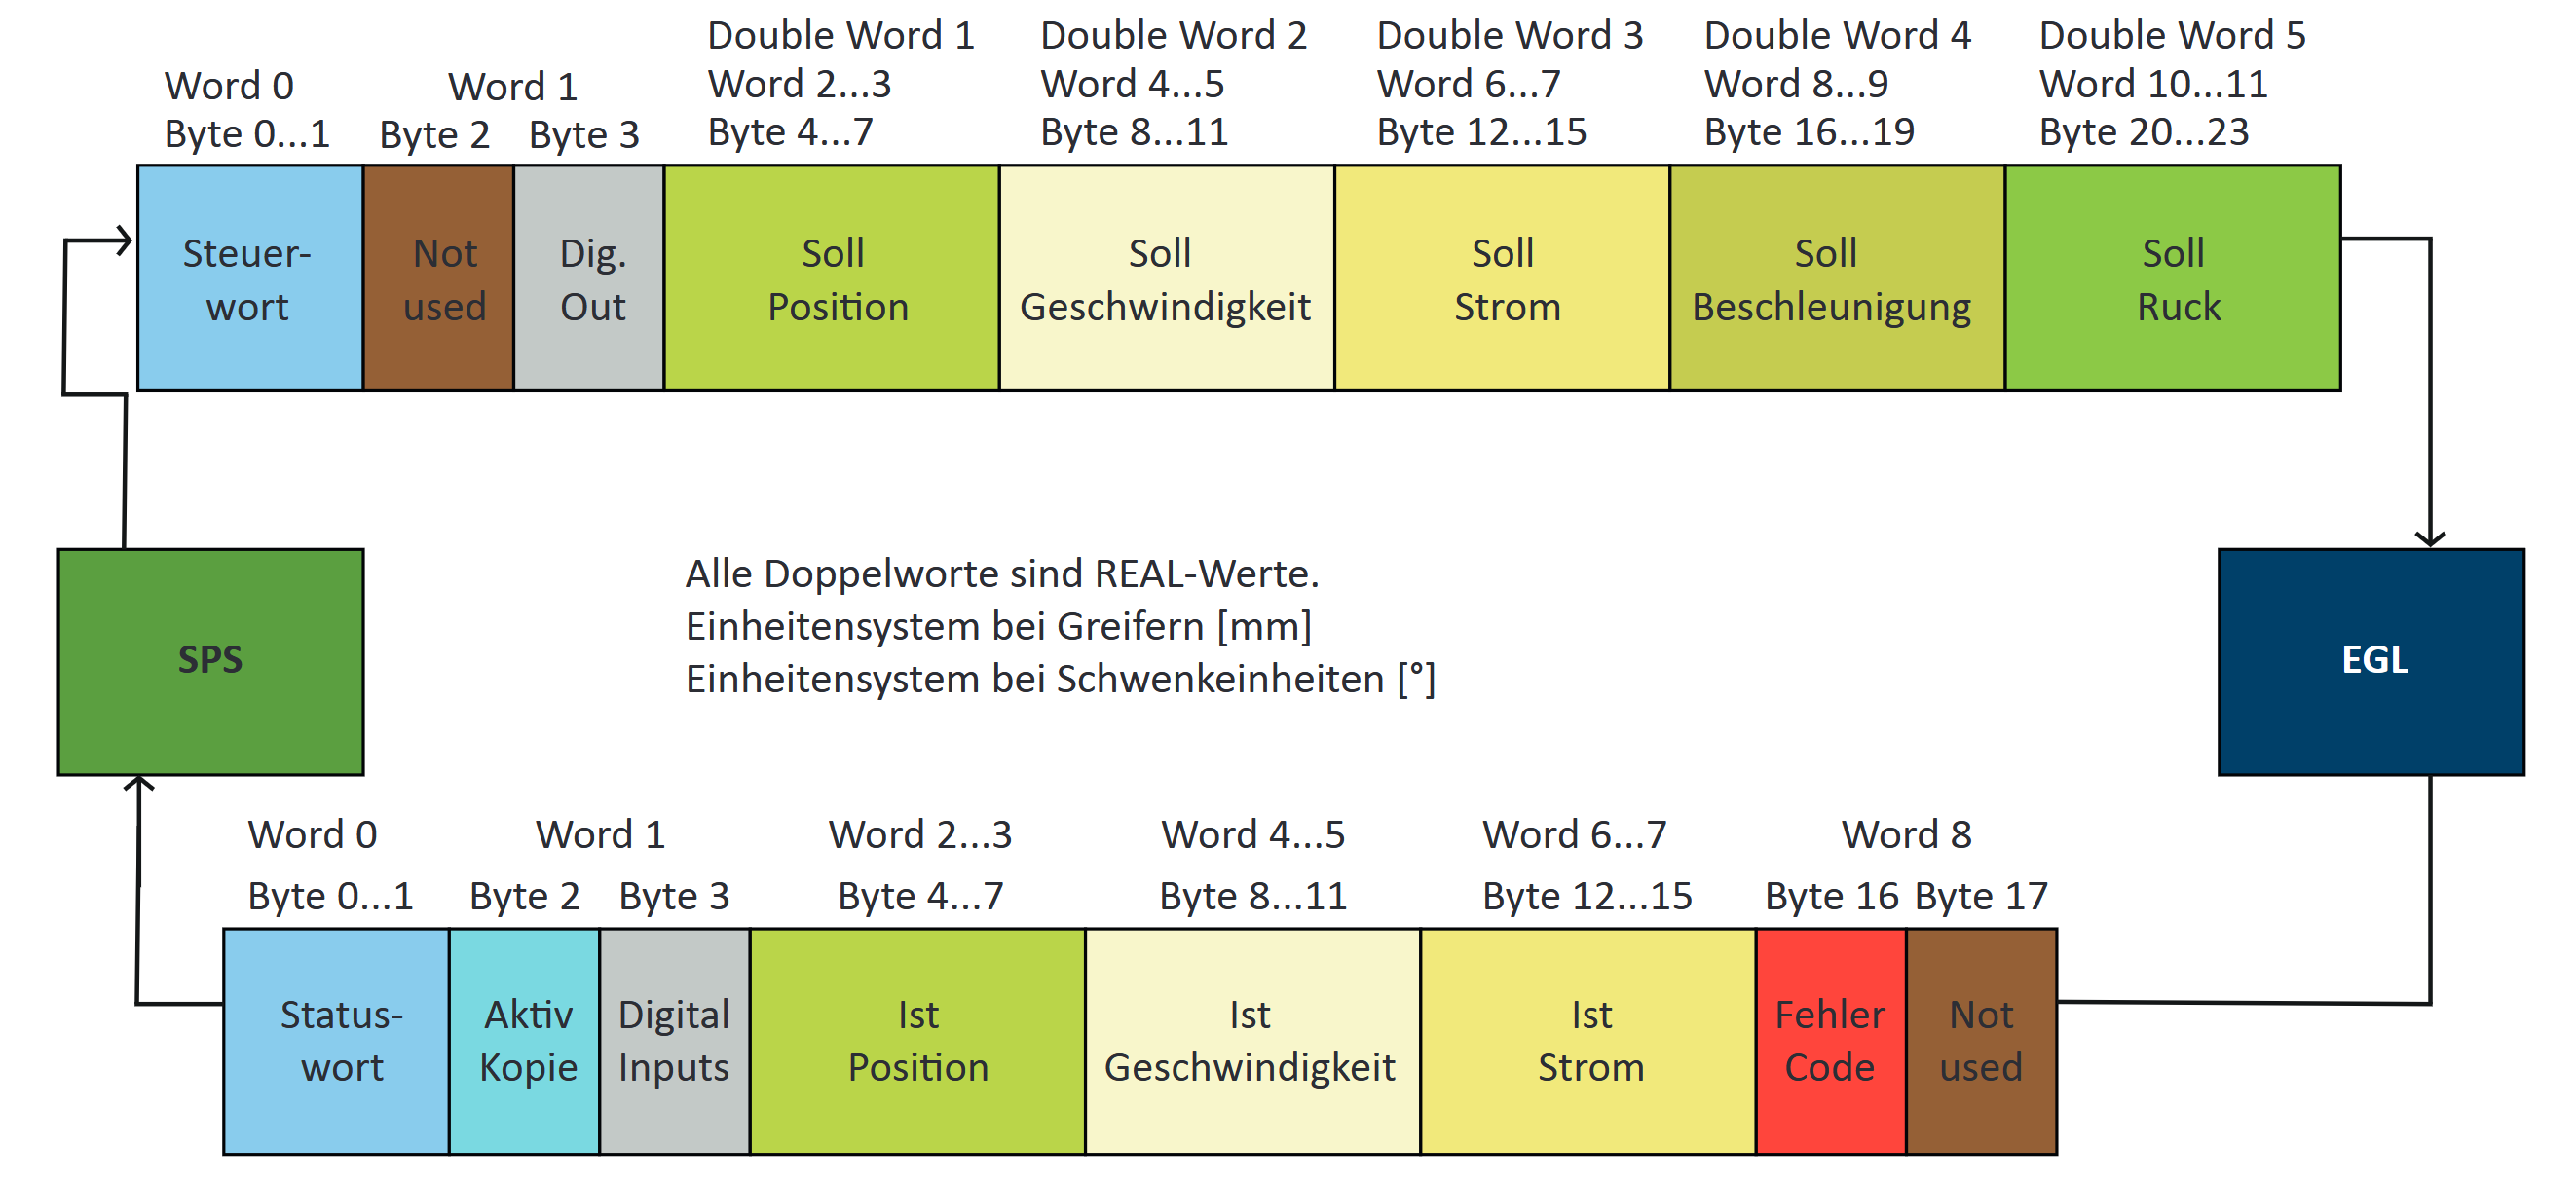 Double Word 1
Double Word 2
Double Word 3
Double Word 4
Double Word 5
Word 0
Word 1
Word 2...3
Word 4...5
Word 6...7
Word 8...9
Word 10...11
Byte 0...1
Byte 2
Byte 3
Byte 4...7
Byte 8...11
Byte 12...15
Byte 16...19
Byte 20...23
Steuer-
wort
Not
used
Dig.
Out
Soll
Position
Soll
Geschwindigkeit
Soll
Strom
Soll
Beschleunigung
Soll
Ruck
SPS
Alle Doppelworte sind REAL-Werte.
Einheitensystem bei Greifern [mm]
Einheitensystem bei Schwenkeinheiten [°]
EGL
Word 0
Word 1
Word 2...3
Word 4...5
Word 6...7
Word 8
Byte 0...1
Byte 2
Byte 3
Byte 4...7
Byte 8...11
Byte 12...15
Byte 16
Byte 17
Status-
wort
Aktiv
Kopie
Digital
Inputs
Ist
Position
Ist
Geschwindigkeit
Ist
Strom
Fehler
Code
Not
used